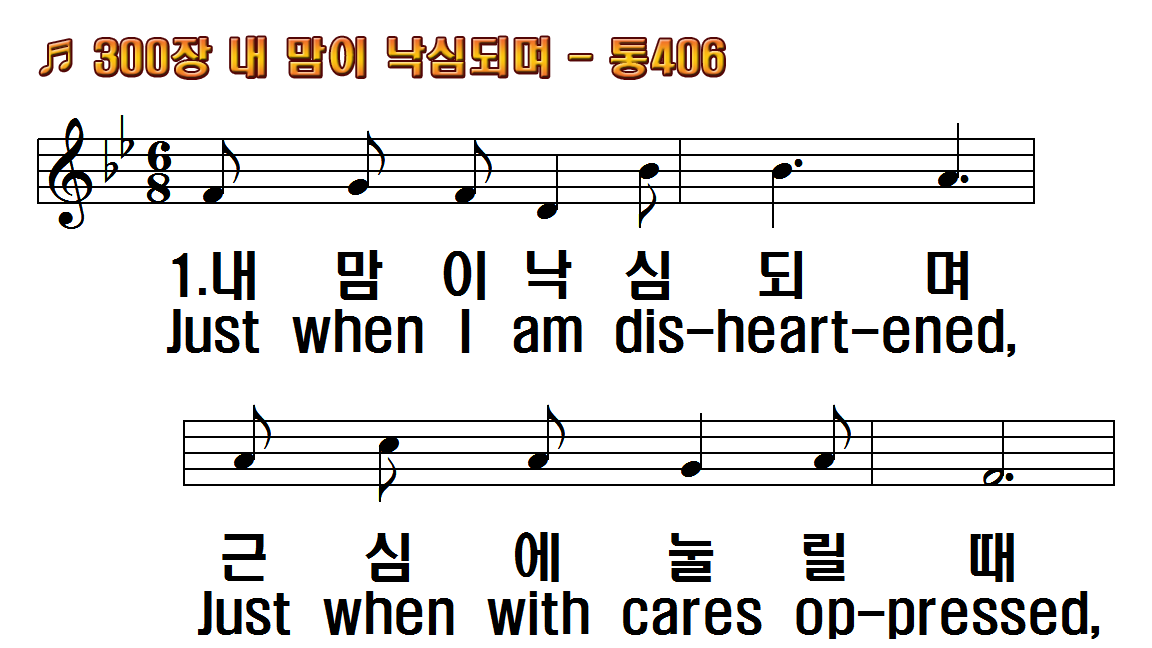 ♬ 300장 내 맘이 낙심되며 - 통406
6
8
1.내 맘 이 낙 심 되 며
Just when I am dis-heart-ened,
근 심 에 눌 릴 때
Just when with cares op-pressed,